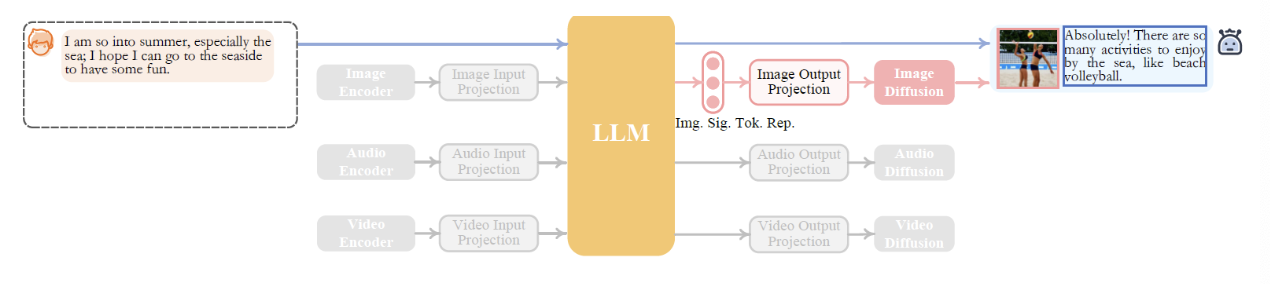 I am so into summer, especially the
sea; I hope I can go to the seaside
to have some fun.
Image
Encoder
Image Input
Projection
Audio
Encoder
Audio Input
Projection
Video
Encoder
Video Input
Projection
LLM
Img. Sig. Tok. Rep.
Image Output
Projection
Image
Diffusion
Audio Output
Projection
Audio
Diffusion
Video Output
Projection
Video
Diffusion
Absolutely! There are so
many activities to enjoy
by the sea, like beach
volleyball.